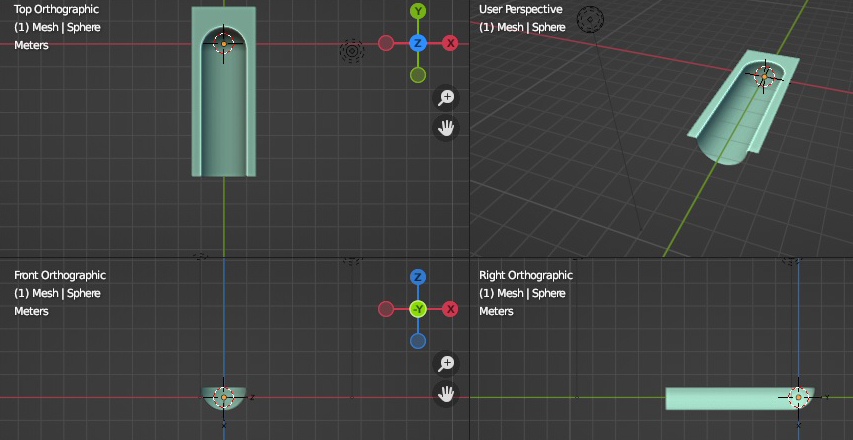 Top Orthographic
(1) Mesh | Sphere
Meters
Y
Z
X
User Perspective
(1) Mesh | Sphere
Front Orthographic
(1) Mesh | Sphere
Meters
Z
-Y
X
Right Orthographic
(1) Mesh | Sphere
Meters